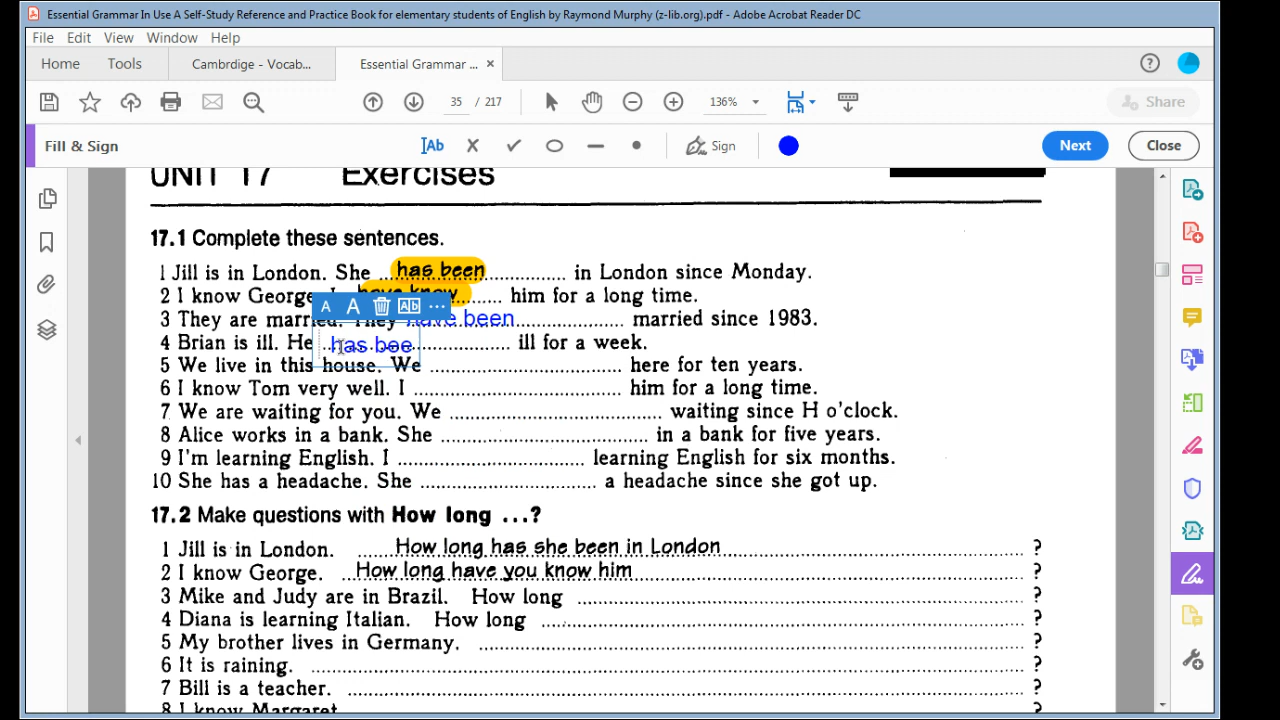 Essential Grammar In Use A Self-Study Reference and Practice Book for elementary students of English by Raymond Murphy (z-lib.org).pdf - Adobe Acrobat Reader DC
File Edit View Window Help
Home Tools Cambrdige - Vocab... Essential Grammar ... ×
35 / 217 136% Share
Fill & Sign Ab Sign Next Close
UNIT 17 Exercises
17.1 Complete these sentences.
1 Jill is in London. She ...has been............... in London since Monday.
2 I know George. I have know....... him for a long time.
3 They are married. They have been..................... married since 1983.
4 Brian is ill. He has bee................... ill for a week.
5 We live in this house. We ..................................... here for ten years.
6 I know Tom very well. I ........................................ him for a long time.
7 We are waiting for you. We ........................................ waiting since H o'clock.
8 Alice works in a bank. She ........................................ in a bank for five years.
9 I'm learning English. I ................................... learning English for six months.
10 She has a headache. She .................................. a headache since she got up.
17.2 Make questions with How long ...?
1 Jill is in London. ......How long has she been in London........................................................... ?
2 I know George. ...How long have you know him........................................................................... ?
3 Mike and Judy are in Brazil. How long ...................................................................................... ?
4 Diana is learning Italian. How long ............................................................................................. ?
5 My brother lives in Germany. ......................................................................................................... ?
6 It is raining. ........................................................................................................................................... ?
7 Bill is a teacher. .................................................................................................................................... ?
8 I know Margaret.